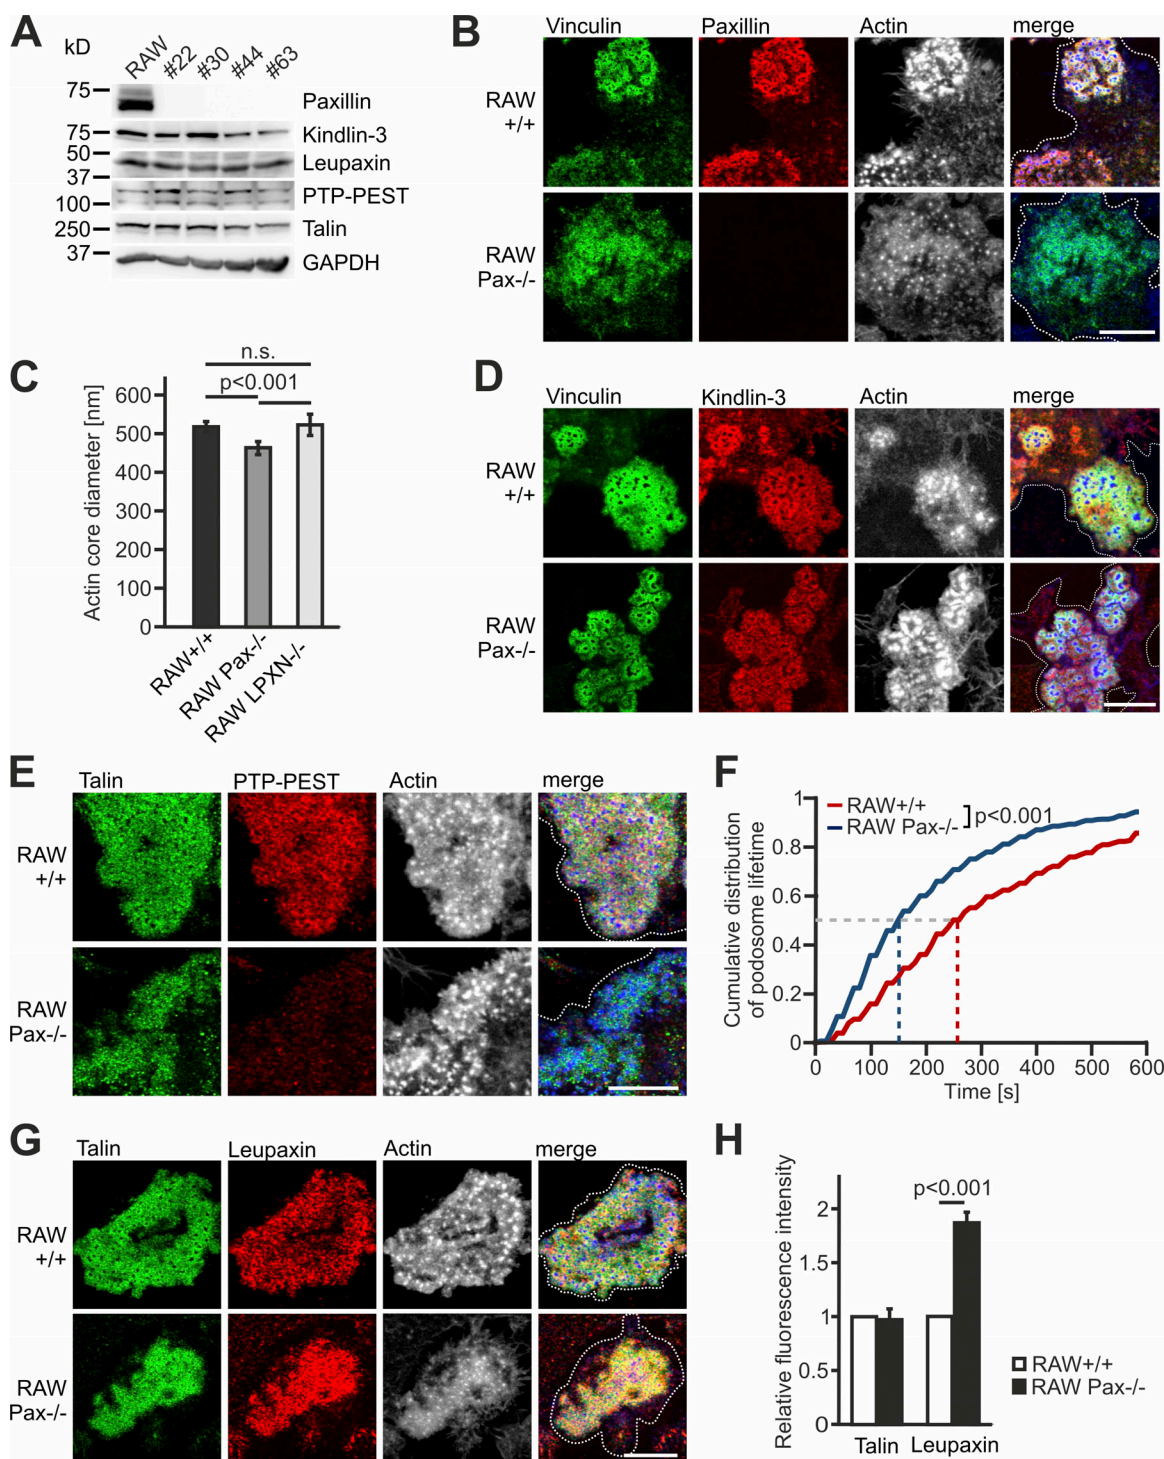 A
kD
RAW #22 #30 #44 #63
75
Paxillin
75
Kindlin-3
50
Leupaxin
37
PTP-PEST
100
250
Talin
37
GAPDH
B
Vinculin Paxillin Actin merge
RAW
+/+
RAW
Pax-/-
C
n.s.
p<0.001
Actin core diameter [nm]
600
500
400
300
200
100
0
RAW+/+
RAW Pax-/-
RAW LPXN-/-
D
Vinculin Kindlin-3 Actin merge
RAW
+/+
RAW
Pax-/-
E
Talin PTP-PEST Actin merge
RAW
+/+
RAW
Pax-/-
F
Cumulative distribution
of podosome lifetime
1
0.8
0.6
0.4
0.2
0
RAW+/+
RAW Pax-/-
p<0.001
0 100 200 300 400 500 600
Time [s]
G
Talin Leupaxin Actin merge
RAW
+/+
RAW
Pax-/-
H
Relative fluorescence intensity
p<0.001
2
1.5
1
0.5
0
Talin Leupaxin
RAW+/+
RAW Pax-/-